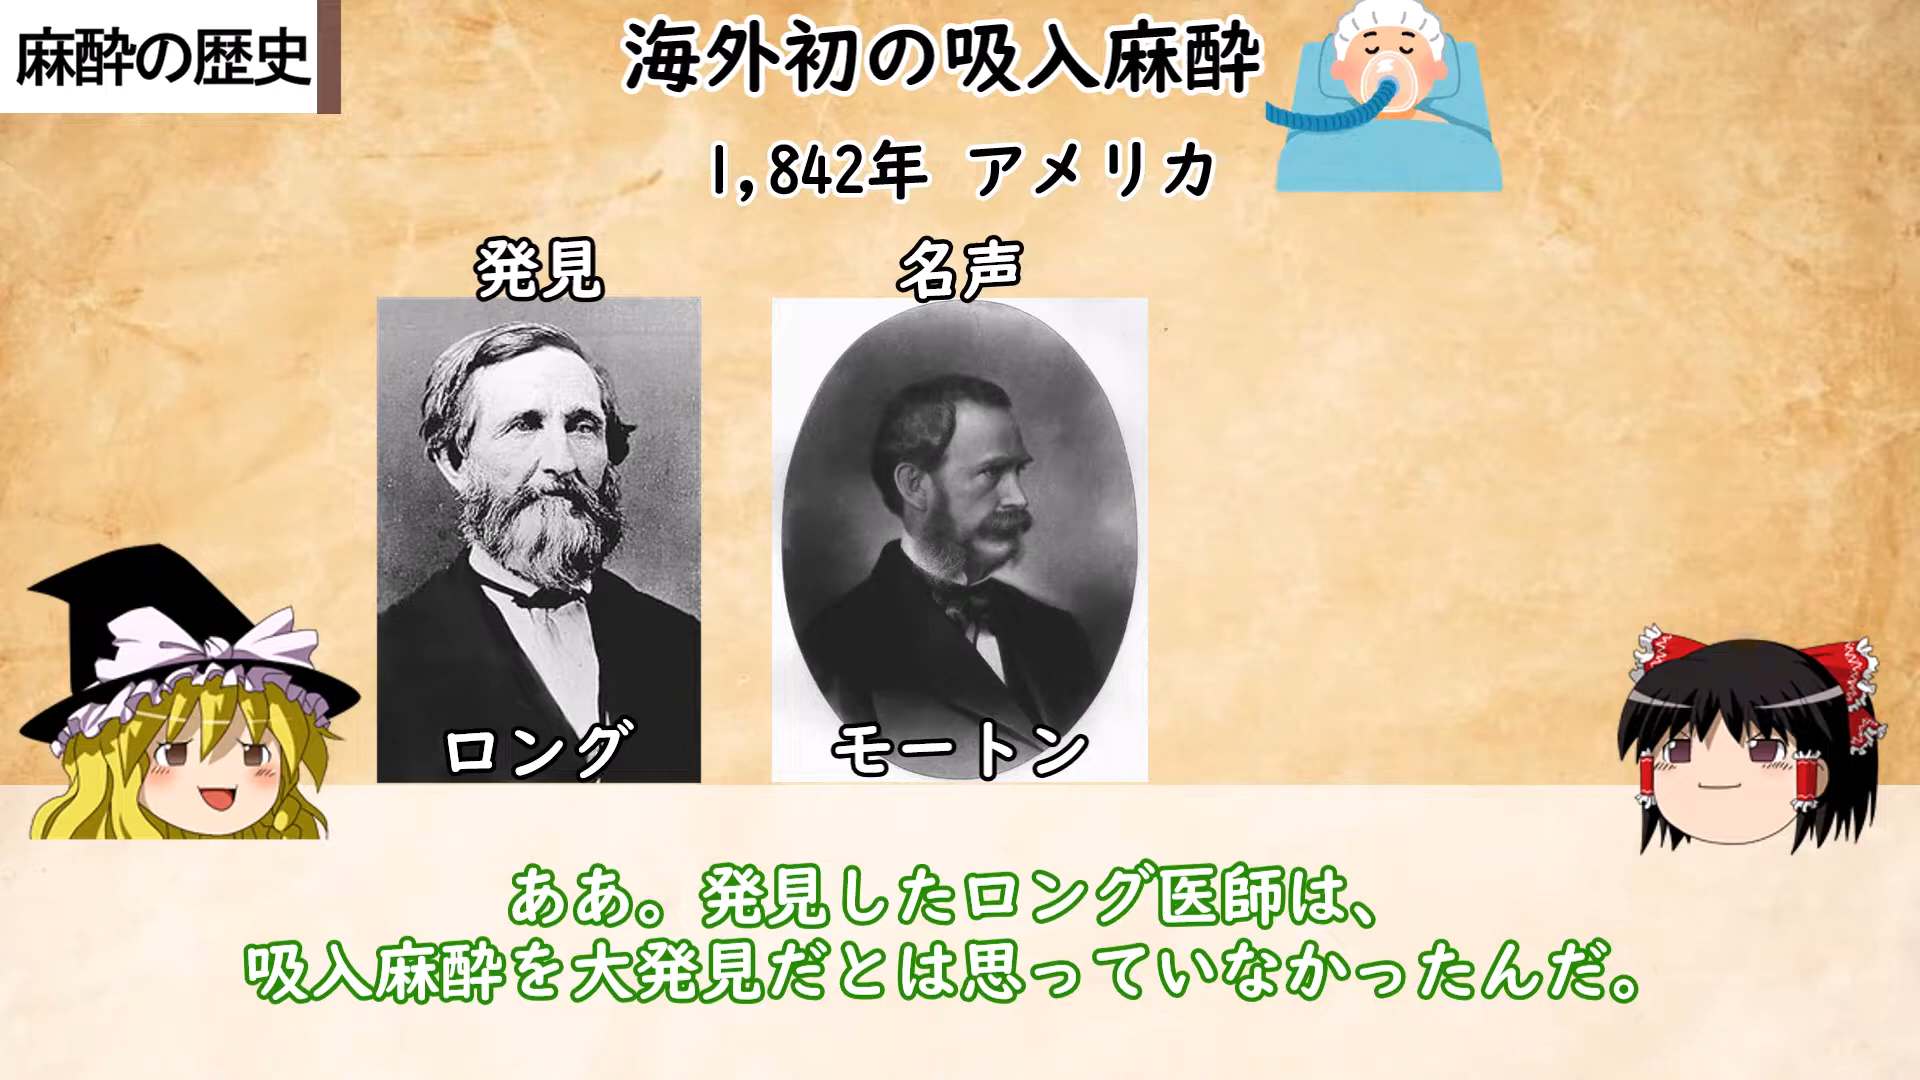 麻酔の歴史
海外初の吸入麻酔
1,842年 アメリカ
発見
名声
ロング
モートン
ああ。発見したロング医師は、
吸入麻酔を大発見だとは思っていなかったんだ。